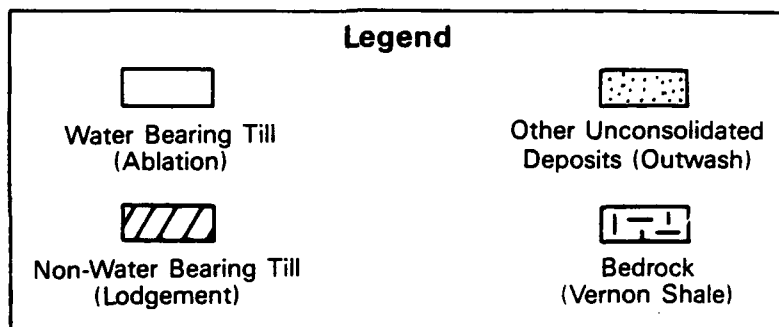 Legend
Water Bearing Till
(Ablation)
Other Unconsolidated
Deposits (Outwash)
Non-Water Bearing Till
(Lodgement)
Bedrock
(Vernon Shale)